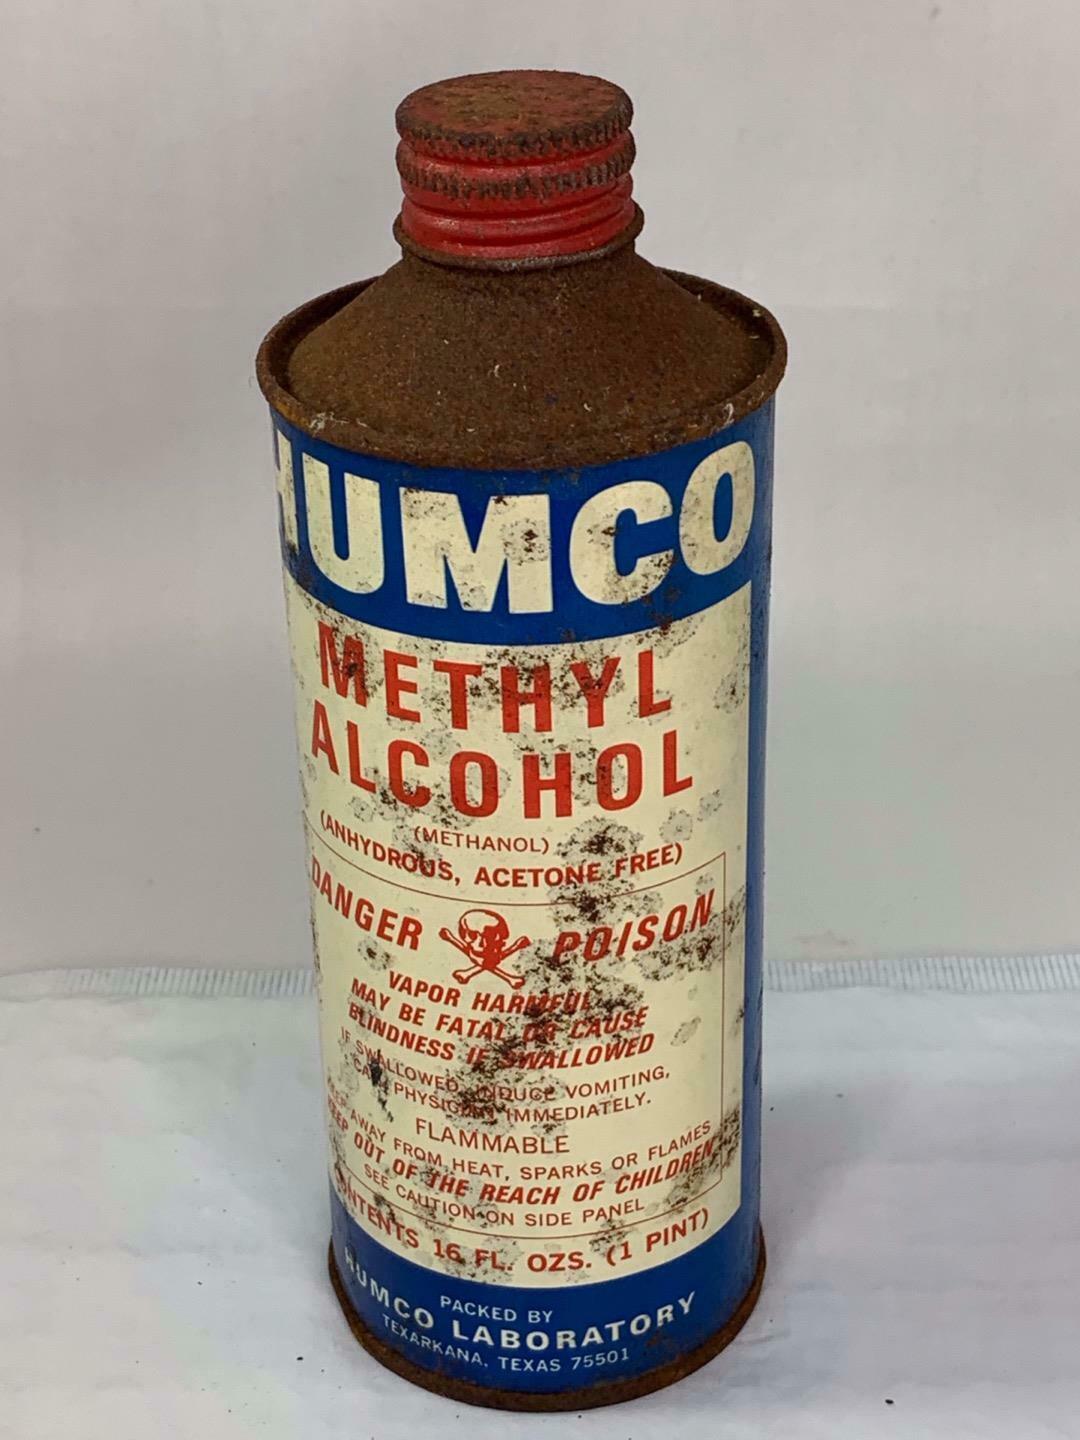 HUMCO
METHYL
ALCOHOL
(METHANOL)
(ANHYDROUS, ACETONE FREE)
DANGER POISON
VAPOR HARMFUL
MAY BE FATAL OR CAUSE
BLINDNESS IF SWALLOWED
IF SWALLOWED, INDUCE VOMITING,
CALL PHYSICIAN IMMEDIATELY.
FLAMMABLE
KEEP AWAY FROM HEAT, SPARKS OR FLAMES
KEEP OUT OF THE REACH OF CHILDREN
SEE CAUTION ON SIDE PANEL
CONTENTS 16 FL. OZS. (1 PINT)
PACKED BY
HUMCO LABORATORY
TEXARKANA, TEXAS 75501